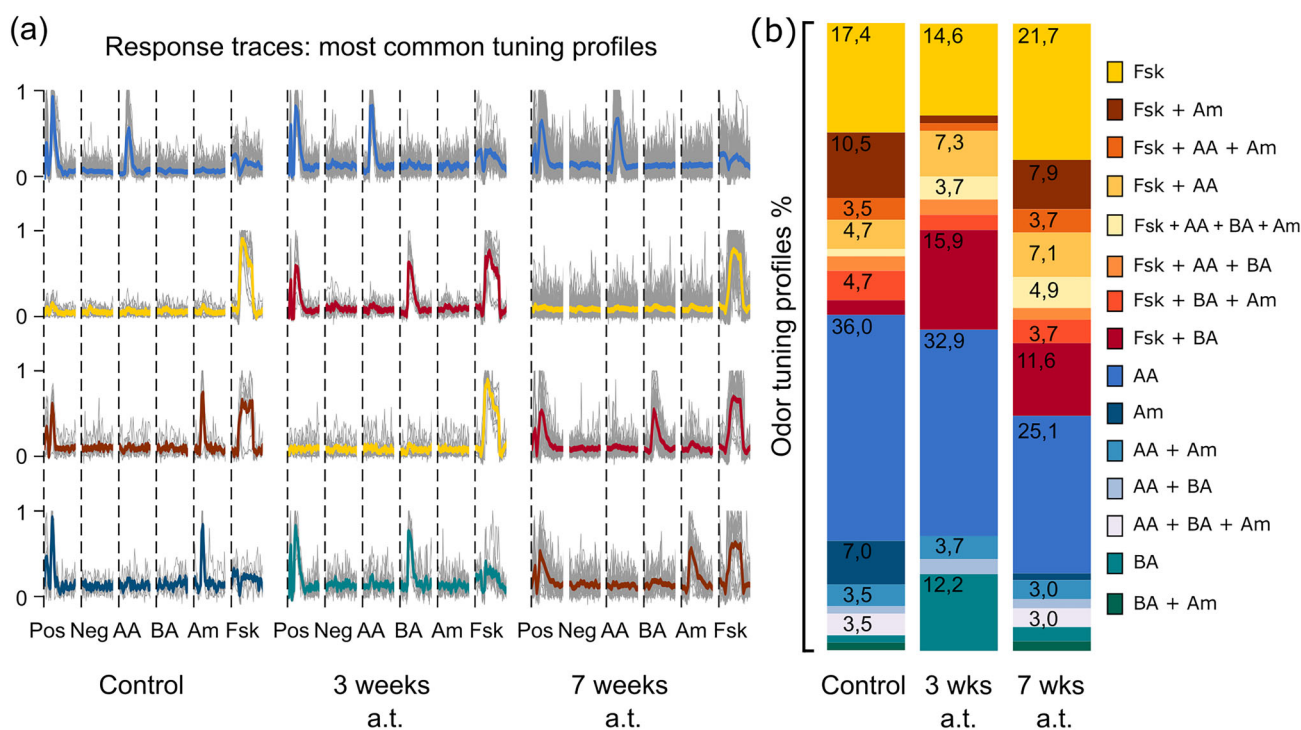 (a)
Response traces: most common tuning profiles
1
0
1
0
1
0
1
0
Pos Neg AA BA Am Fsk
Pos Neg AA BA Am Fsk
Pos Neg AA BA Am Fsk
Control
3 weeks
a.t.
7 weeks
a.t.
(b)
Odor tuning profiles %
17,4
10,5
3,5
4,7
4,7
36,0
7,0
3,5
3,5
14,6
7,3
3,7
15,9
32,9
3,7
12,2
21,7
7,9
3,7
7,1
4,9
3,7
11,6
25,1
3,0
3,0
Control
3 wks
a.t.
7 wks
a.t.
Fsk
Fsk + Am
Fsk + AA + Am
Fsk + AA
Fsk + AA + BA + Am
Fsk + AA + BA
Fsk + BA + Am
Fsk + BA
AA
Am
AA + Am
AA + BA
AA + BA + Am
BA
BA + Am